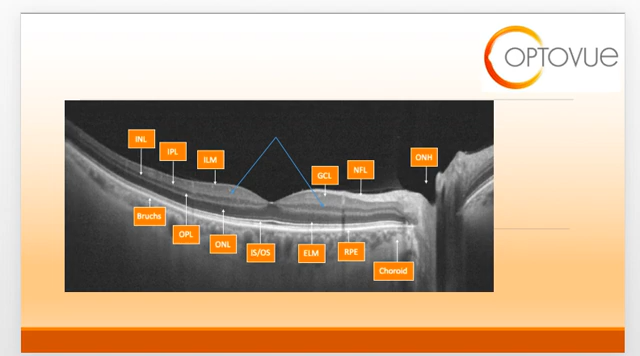 OPTOVUE
INL
IPL
ILM
GCL
NFL
ONH
Bruchs
OPL
ONL
IS/OS
ELM
RPE
Choroid